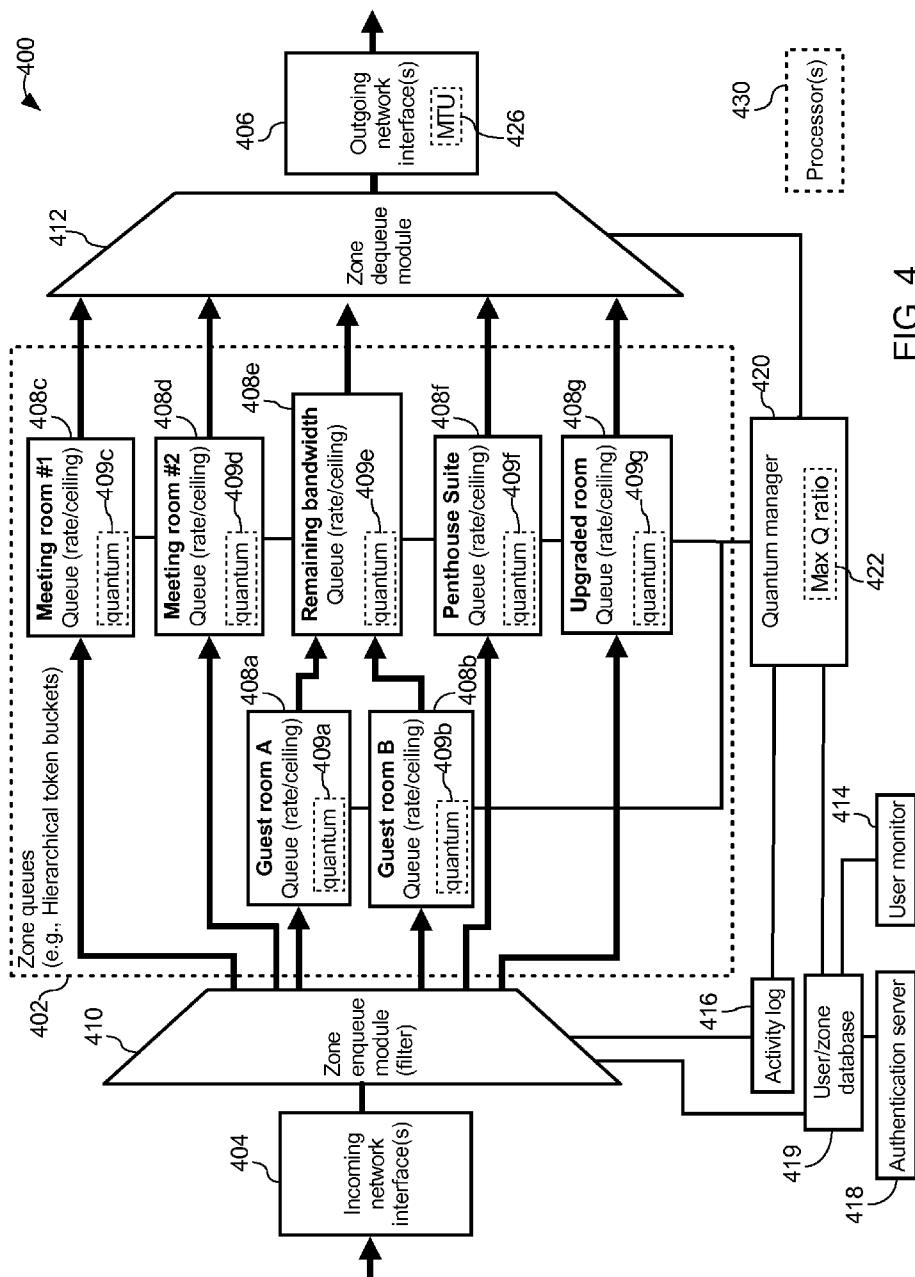 400
Zone queues
(e.g., Hierarchical token buckets)
402
404
Incoming
network
interface(s)
410
Zone
enqueue
module
(filter)
Meeting room #1
Queue (rate/ceiling)
quantum
408c
409c
Meeting room #2
Queue (rate/ceiling)
quantum
408d
409d
Guest room A
Queue (rate/ceiling)
quantum
408a
409a
Remaining bandwidth
Queue (rate/ceiling)
quantum
408e
409e
Guest room B
Queue (rate/ceiling)
quantum
408b
409b
Penthouse Suite
Queue (rate/ceiling)
quantum
408f
409f
Upgraded room
Queue (rate/ceiling)
quantum
408g
409g
412
Zone
dequeue
module
406
Outgoing
network
interface(s)
MTU
426
416
Activity log
User/zone
database
419
Authentication server
418
414
User monitor
420
Quantum manager
Max Q ratio
422
430
Processor(s)
FIG. 4